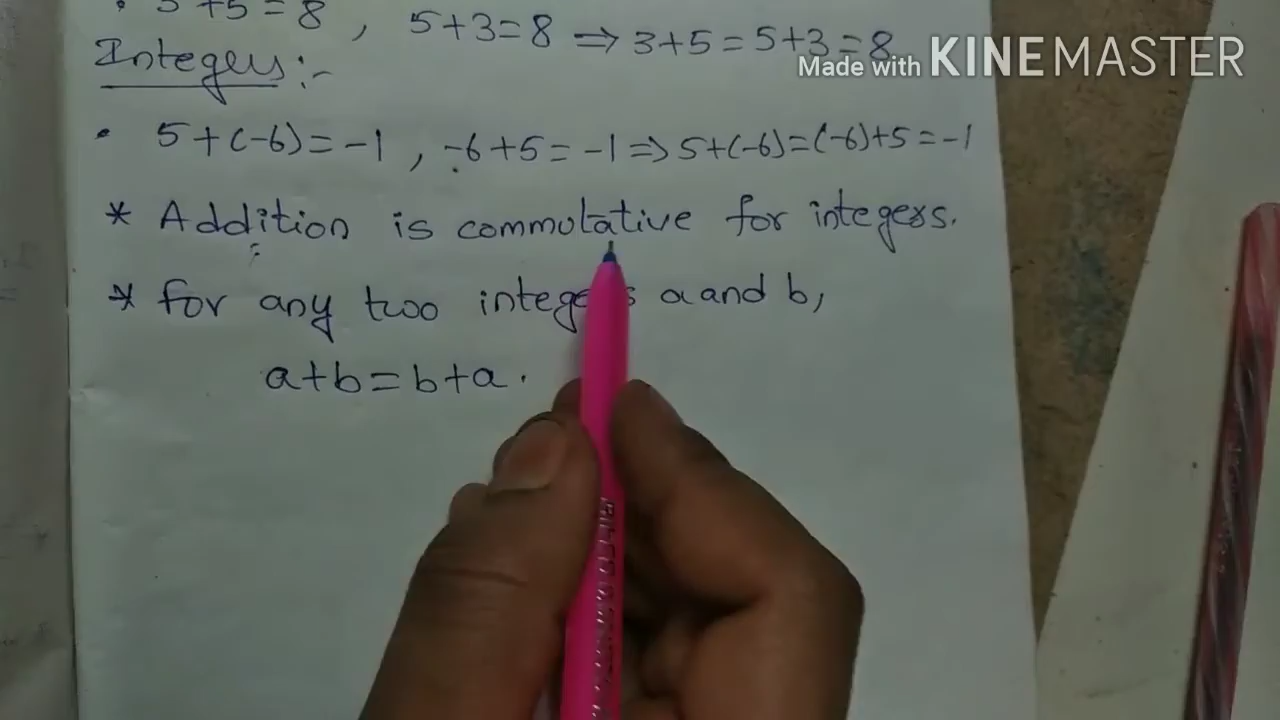 3+5=8 , 5+3=8 ⇒ 3+5=5+3=8
Made with KINEMASTER
Integers:-
• 5+(-6)=-1 , -6+5=-1 ⇒ 5+(-6)=(-6)+5=-1
* Addition is commutative for integers.
* for any two integers a and b,
a+b=b+a.